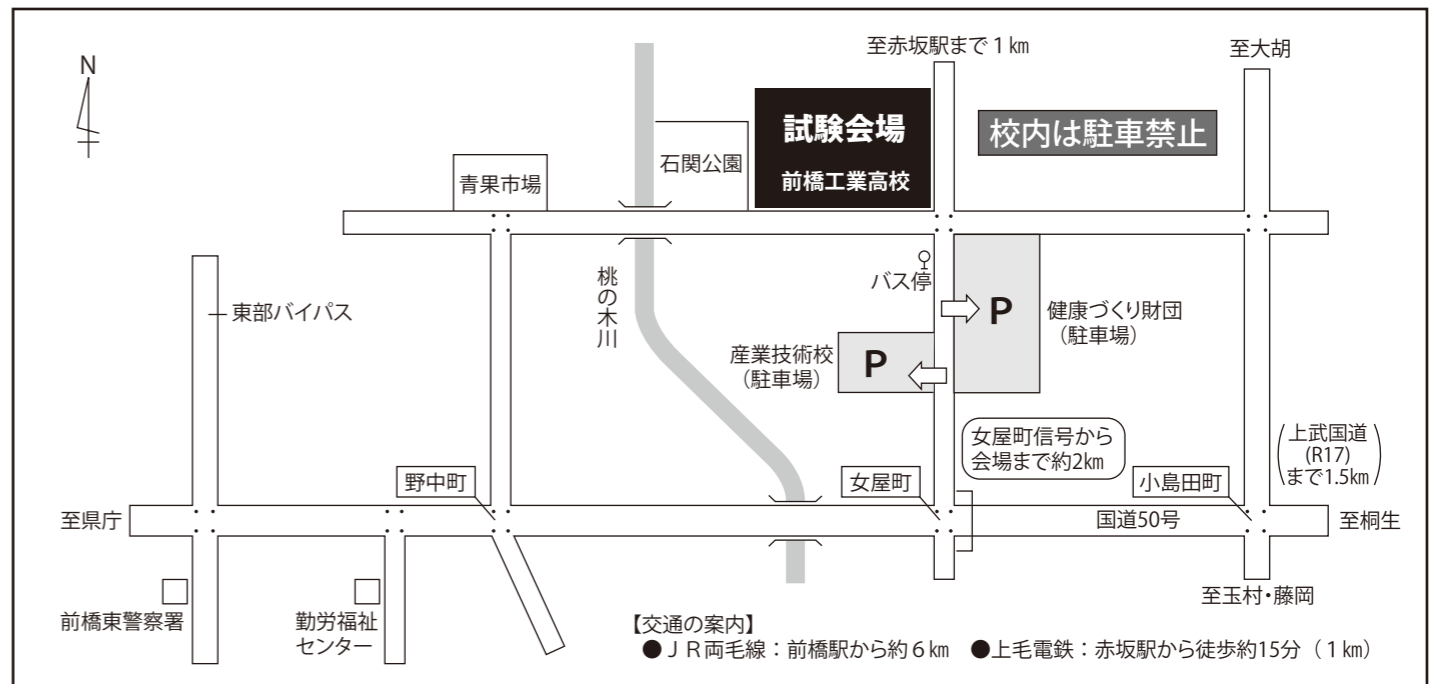 N
至赤坂駅まで1㎞
至大胡
試験会場
前橋工業高校
校内は駐車禁止
石関公園
青果市場
バス停
桃の木川
東部バイパス
P
健康づくり財団
（駐車場）
産業技術校
（駐車場）
P
女屋町信号から
会場まで約2㎞
上武国道
(R17)
まで1.5㎞
野中町
女屋町
小島田町
至県庁
国道50号
至桐生
前橋東警察署
勤労福祉
センター
至玉村・藤岡
【交通の案内】
●ＪＲ両毛線：前橋駅から約６㎞ ●上毛電鉄：赤坂駅から徒歩約15分（1㎞）